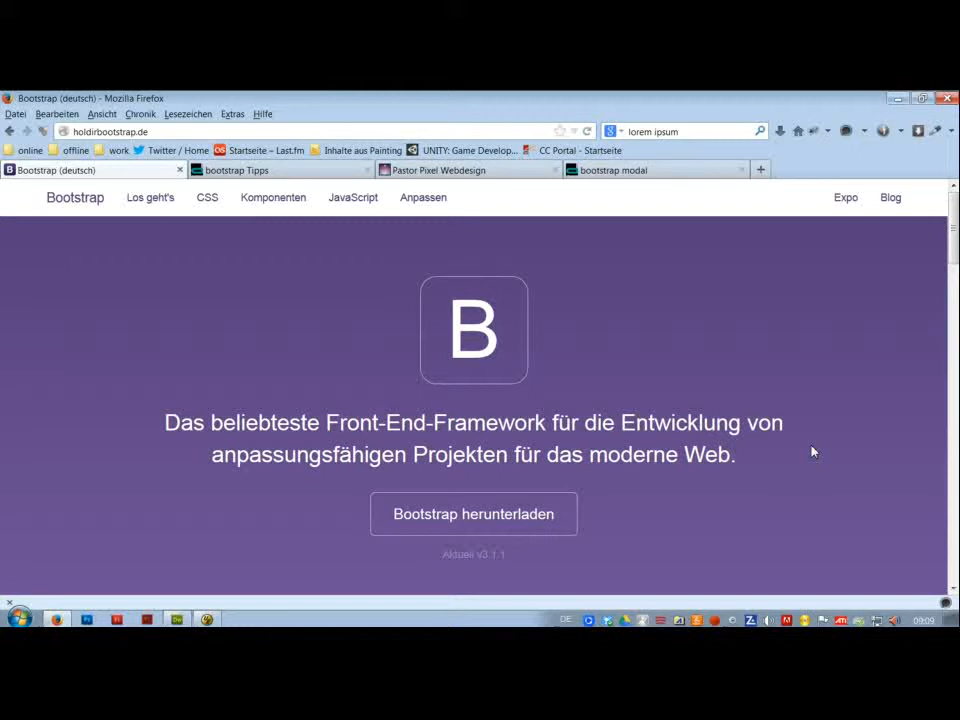 Bootstrap (deutsch) - Mozilla Firefox
Datei Bearbeiten Ansicht Chronik Lesezeichen Extras Hilfe
holdirbootstrap.de lorem ipsum
online offline work Twitter / Home Startseite – Last.fm Inhalte aus Painting UNITY: Game Develop... CC Portal - Startseite
Bootstrap (deutsch) bootstrap Tipps Pastor Pixel Webdesign bootstrap modal
Bootstrap Los geht's CSS Komponenten JavaScript Anpassen Expo Blog
B
Das beliebteste Front-End-Framework für die Entwicklung von
anpassungsfähigen Projekten für das moderne Web.
Bootstrap herunterladen
Aktuell v3.1.1
DE 09:09